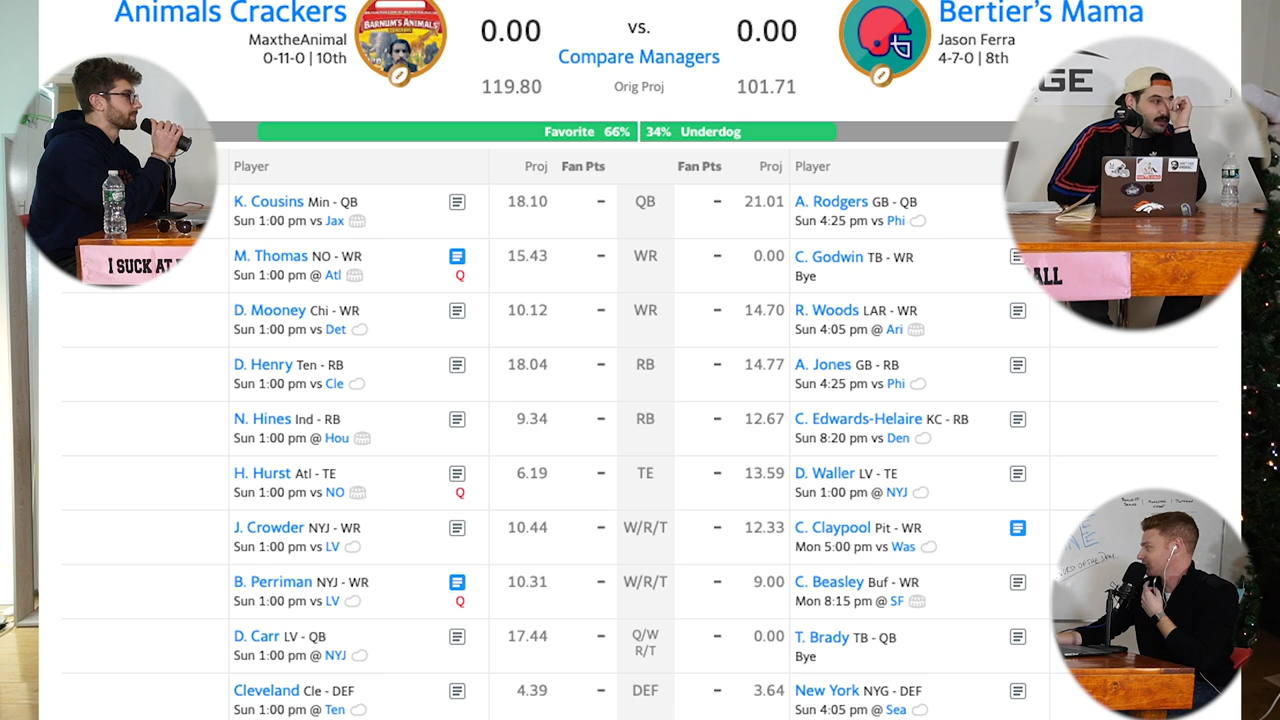 Animals Crackers
MaxtheAnimal
0-11-0 | 10th
BARNUM'S ANIMALS
0.00 vs. 0.00
Compare Managers
119.80 Orig Proj 101.71
Bertier's Mama
Jason Ferra
4-7-0 | 8th
Favorite 66% 34% Underdog
Player Proj Fan Pts Fan Pts Proj Player
K. Cousins Min - QB 18.10 – QB – 21.01 A. Rodgers GB - QB
Sun 1:00 pm vs Jax Sun 4:25 pm vs Phi
M. Thomas NO - WR 15.43 – WR – 0.00 C. Godwin TB - WR
Sun 1:00 pm @ Atl Q Bye
D. Mooney Chi - WR 10.12 – WR – 14.70 R. Woods LAR - WR
Sun 1:00 pm vs Det Sun 4:05 pm @ Ari
D. Henry Ten - RB 18.04 – RB – 14.77 A. Jones GB - RB
Sun 1:00 pm vs Cle Sun 4:25 pm vs Phi
N. Hines Ind - RB 9.34 – RB – 12.67 C. Edwards-Helaire KC - RB
Sun 1:00 pm @ Hou Sun 8:20 pm vs Den
H. Hurst Atl - TE 6.19 – TE – 13.59 D. Waller LV - TE
Sun 1:00 pm vs NO Q Sun 1:00 pm @ NYJ
J. Crowder NYJ - WR 10.44 – W/R/T – 12.33 C. Claypool Pit - WR
Sun 1:00 pm vs LV Mon 5:00 pm vs Was
B. Perriman NYJ - WR 10.31 – W/R/T – 9.00 C. Beasley Buf - WR
Sun 1:00 pm vs LV Q Mon 8:15 pm @ SF
D. Carr LV - QB 17.44 – Q/W – 0.00 T. Brady TB - QB
Sun 1:00 pm @ NYJ R/T Bye
Cleveland Cle - DEF 4.39 – DEF – 3.64 New York NYG - DEF
Sun 1:00 pm @ Ten Sun 4:05 pm @ Sea
I SUCK AT
GE
ALL
WORD OF THE DAY